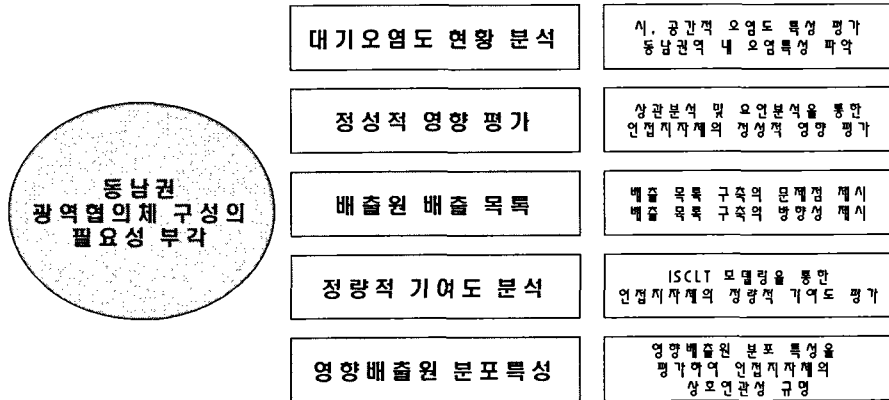 동남권
광역협의체 구성의
필요성 부각
대기오염도 현황 분석
시, 공간적 오염도 특성 평가
동남권역 내 오염특성 파악
정성적 영향 평가
상관분석 및 요인분석을 통한
인접지자체의 정성적 영향 평가
배출원 배출 목록
배출 목록 구축의 문제점 제시
배출 목록 구축의 방향성 제시
정량적 기여도 분석
ISCLT 모델링을 통한
인접지자체의 정량적 기여도 평가
영향배출원 분포특성
영향배출원 분포 특성을
평가하여 인접지자체의
상호연관성 규명